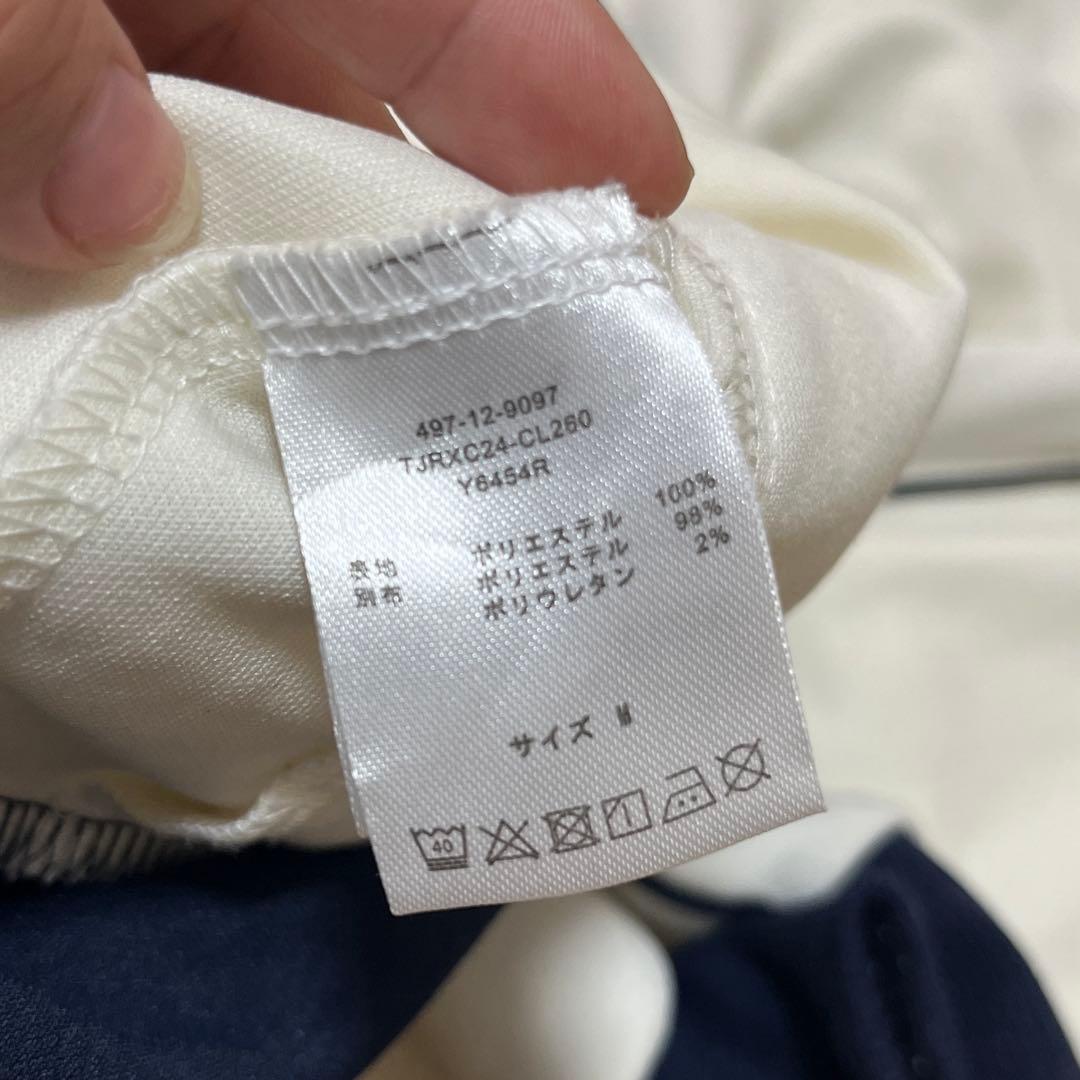 497-12-9097
TJRXC24-CL260
Y6454R
表地 ポリエステル 100%
別布 ポリエステル 98%
ポリウレタン 2%
サイズ M
40